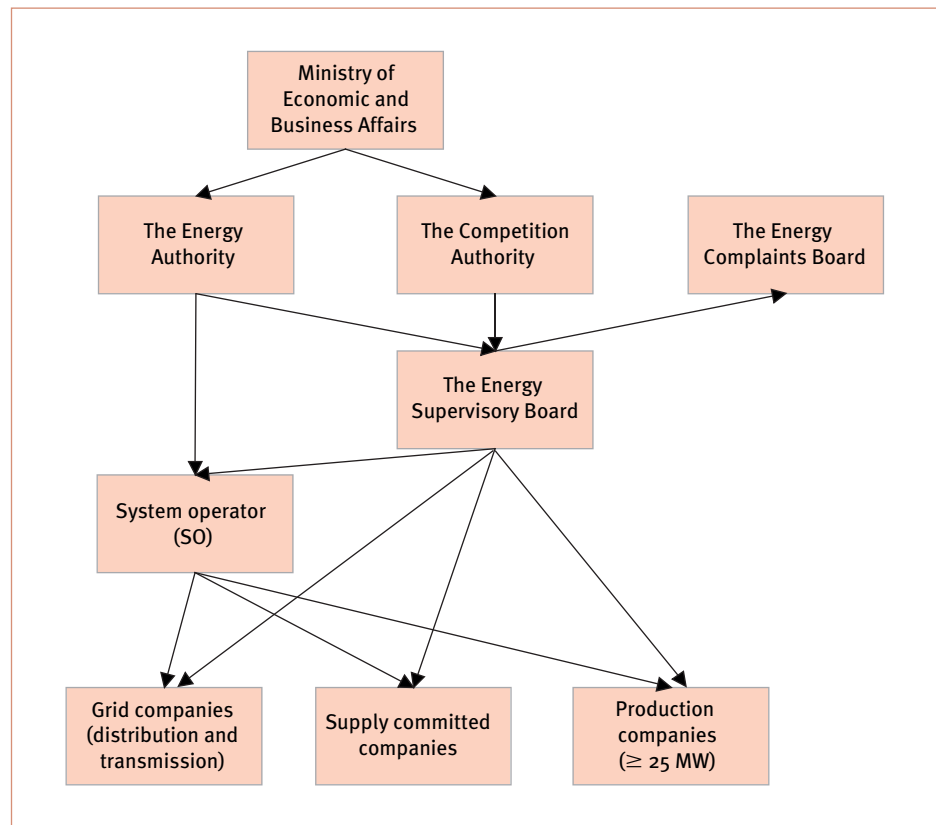 Ministry of
Economic and
Business Affairs
The Energy
Authority
The Competition
Authority
The Energy
Complaints Board
The Energy
Supervisory Board
System operator
(SO)
Grid companies
(distribution and
transmission)
Supply committed
companies
Production
companies
(≥ 25 MW)